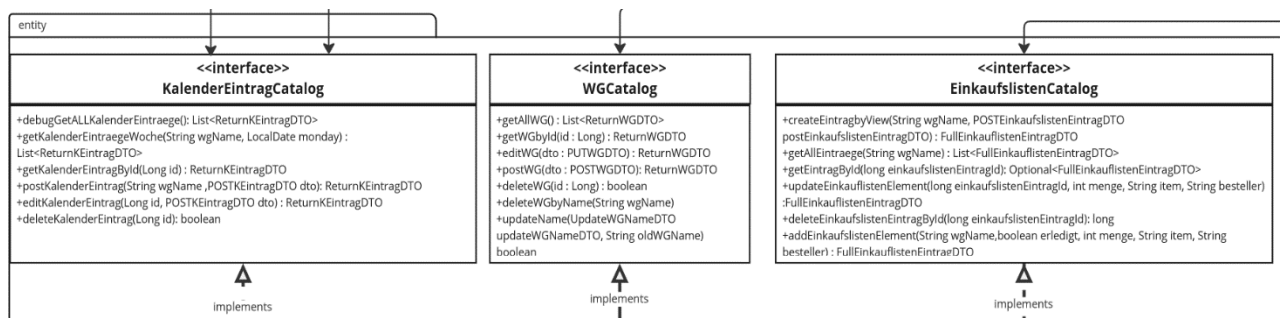 entity
<<interface>>
KalenderEintragCatalog
+debugGetALLKalenderEintraege(): List<ReturnKEintragDTO>
+getKalenderEintraegeWoche(String wgName, LocalDate monday) :
List<ReturnKEintragDTO>
+getKalenderEintragById(Long id) : ReturnKEintragDTO
+postKalenderEintrag(String wgName ,POSTKEintragDTO dto): ReturnKEintragDTO
+editKalenderEintrag(Long id, POSTKEintragDTO dto) : ReturnKEintragDTO
+deleteKalenderEintrag(Long id): boolean
implements
<<interface>>
WGCatalog
+getAllWG() : List<ReturnWGDTO>
+getWGbyId(id : Long) : ReturnWGDTO
+editWG(dto : PUTWGDTO) : ReturnWGDTO
+postWG(dto : POSTWGDTO): ReturnWGDTO
+deleteWG(id : Long) : boolean
+deleteWGbyName(String wgName)
+updateName(UpdateWGNameDTO
updateWGNameDTO, String oldWGName)
boolean
implements
<<interface>>
EinkaufslistenCatalog
+createEintragbyView(String wgName, POSTEinkaufslistenEintragDTO
postEinkaufslistenEintragDTO) : FullEinkauflistenEintragDTO
+getAllEintraege(String wgName) : List<FullEinkauflistenEintragDTO>
+getEintragById(long einkaufslistenEintragId): Optional<FullEinkauflistenEintragDTO>
+updateEinkauflistenElement(long einkaufslistenEintragId, int menge, String item, String besteller)
:FullEinkauflistenEintragDTO
+deleteEinkaufslistenEintragById(long einkaufslistenEintragId): long
+addEinkaufslistenElement(String wgName,boolean erledigt, int menge, String item, String
besteller) : FullEinkauflistenEintragDTO
implements